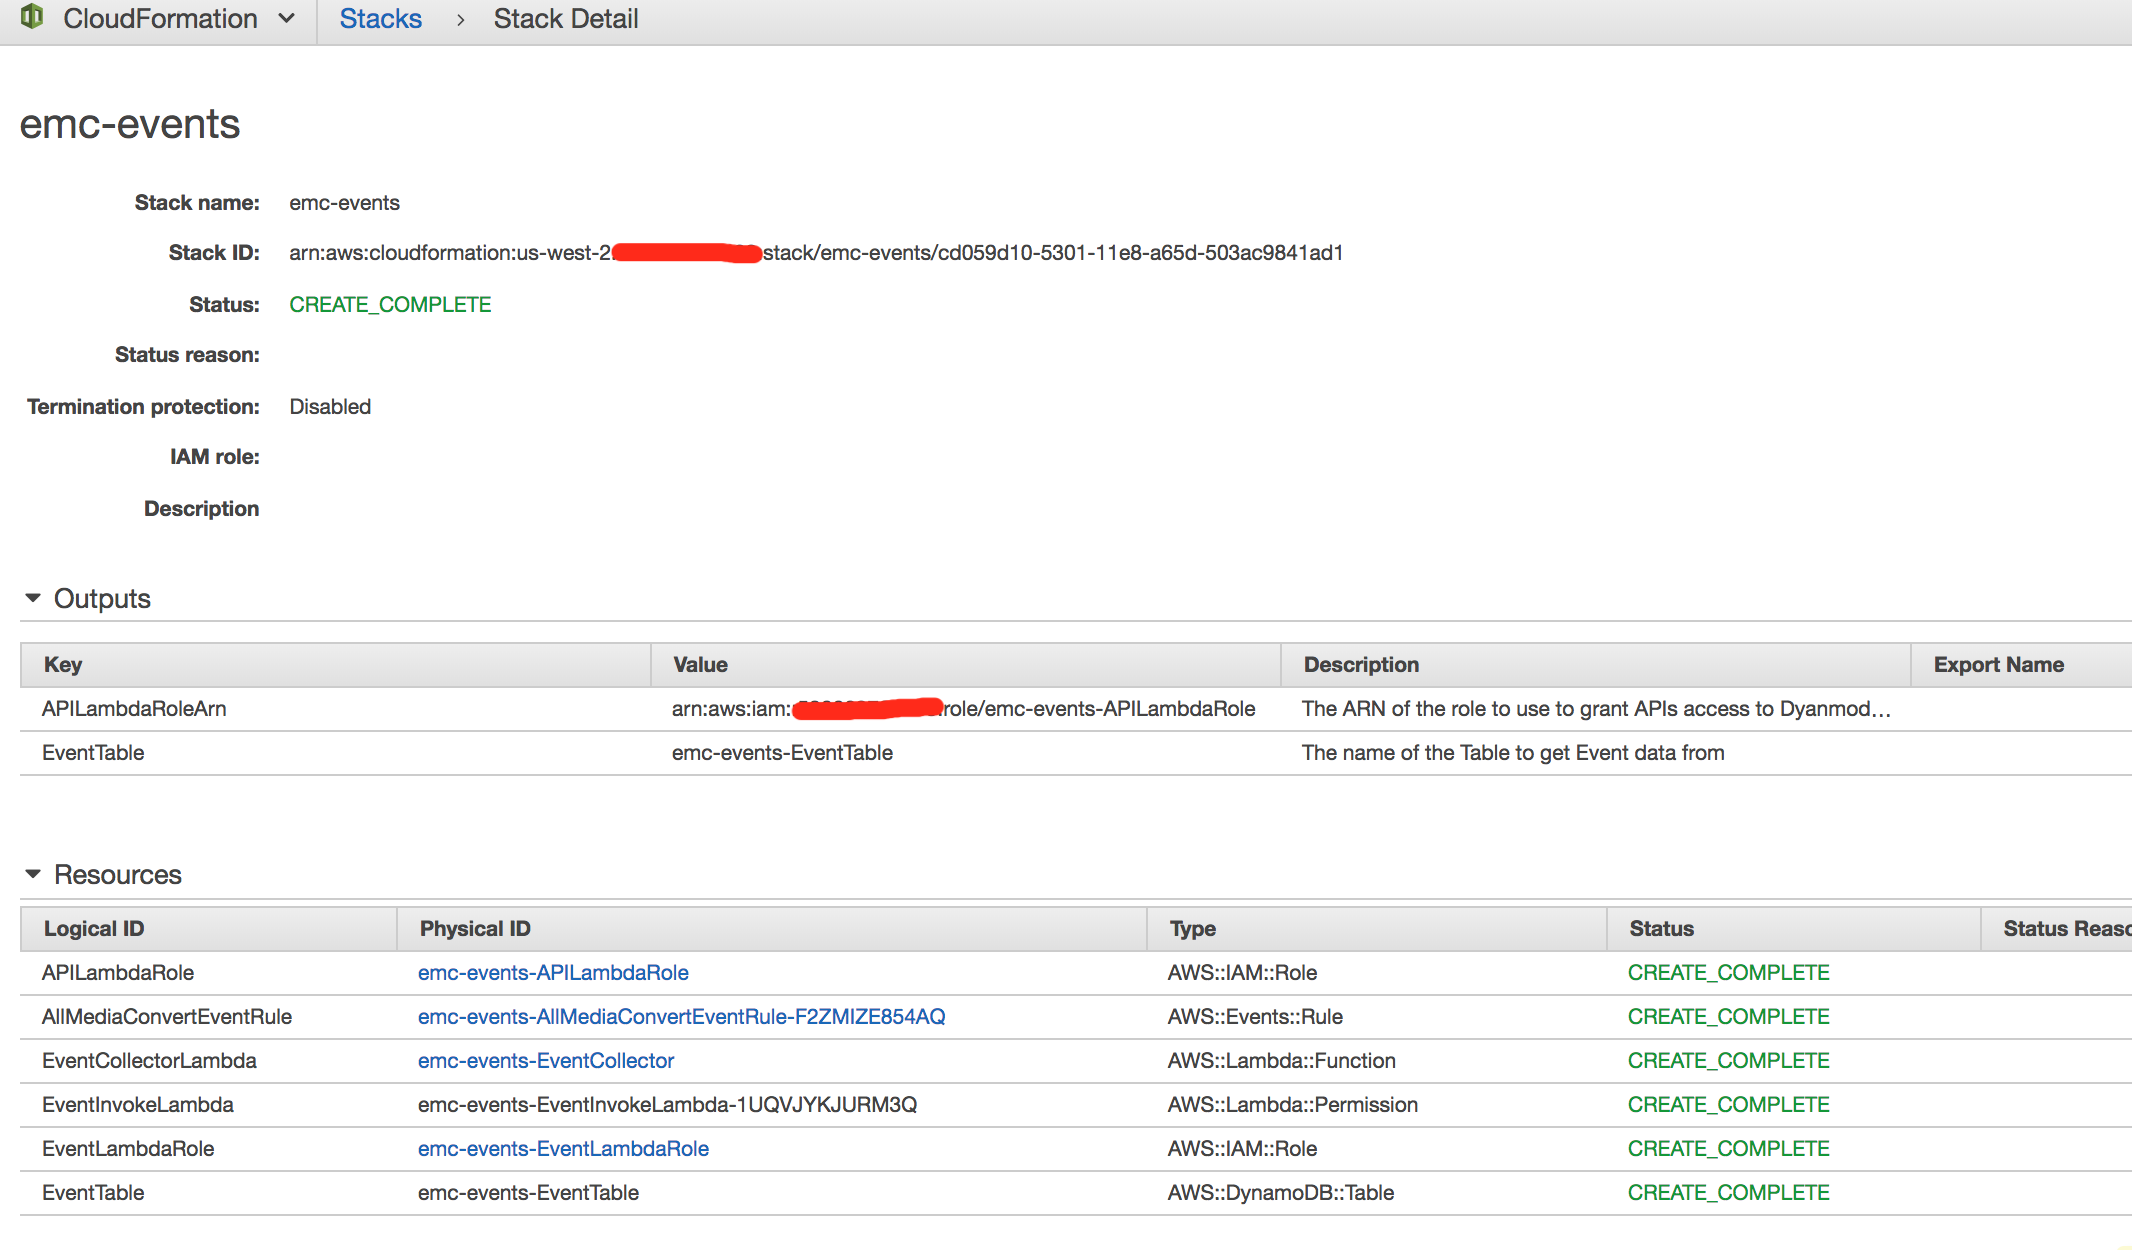 CloudFormation Stacks > Stack Detail
emc-events
Stack name: emc-events
Stack ID: arn:aws:cloudformation:us-west-2 stack/emc-events/cd059d10-5301-11e8-a65d-503ac9841ad1
Status: CREATE_COMPLETE
Status reason:
Termination protection: Disabled
IAM role:
Description
Outputs
Key Value Description Export Name
APILambdaRoleArn arn:aws:iam: role/emc-events-APILambdaRole The ARN of the role to use to grant APIs access to Dyanmod...
EventTable emc-events-EventTable The name of the Table to get Event data from
Resources
Logical ID Physical ID Type Status Status Reaso
APILambdaRole emc-events-APILambdaRole AWS::IAM::Role CREATE_COMPLETE
AllMediaConvertEventRule emc-events-AllMediaConvertEventRule-F2ZMIZE854AQ AWS::Events::Rule CREATE_COMPLETE
EventCollectorLambda emc-events-EventCollector AWS::Lambda::Function CREATE_COMPLETE
EventInvokeLambda emc-events-EventInvokeLambda-1UQVJYKJURM3Q AWS::Lambda::Permission CREATE_COMPLETE
EventLambdaRole emc-events-EventLambdaRole AWS::IAM::Role CREATE_COMPLETE
EventTable emc-events-EventTable AWS::DynamoDB::Table CREATE_COMPLETE